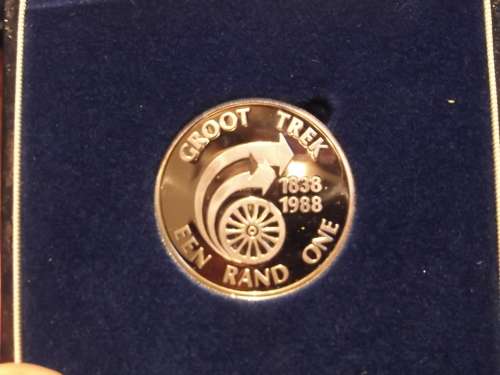 GROOT TREK
1838
1988
EEN RAND ONE